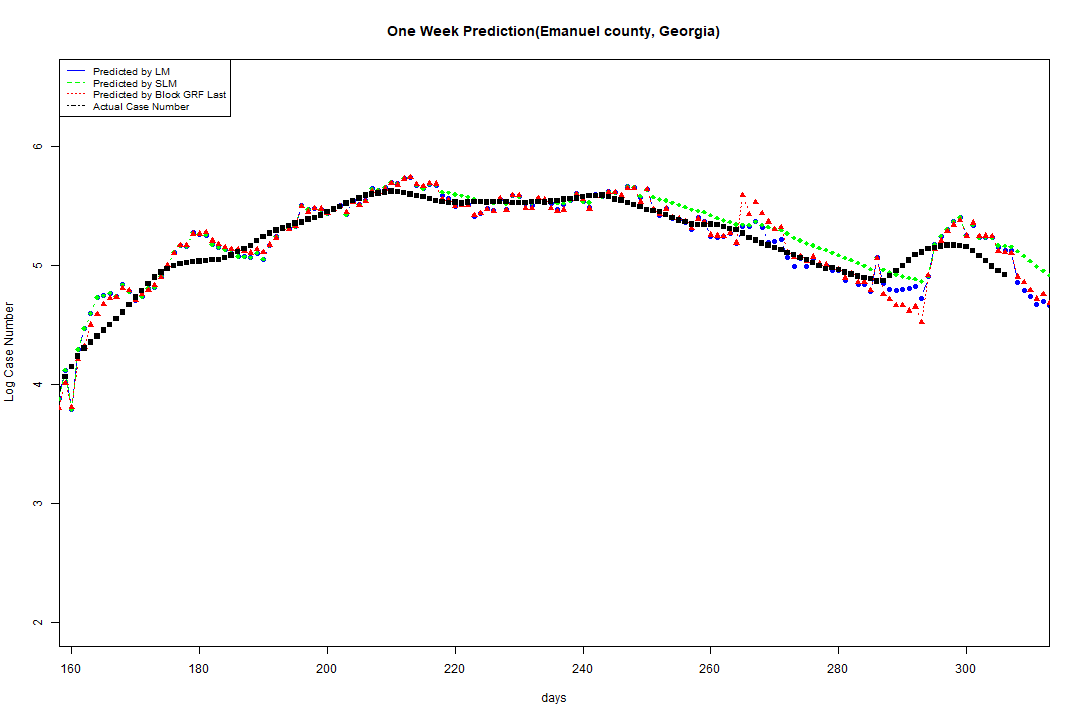 One Week Prediction(Emanuel county, Georgia)
Predicted by LM
Predicted by SLM
Predicted by Block GRF Last
Actual Case Number
6
5
4
3
2
Log Case Number
160 180 200 220 240 260 280 300
days